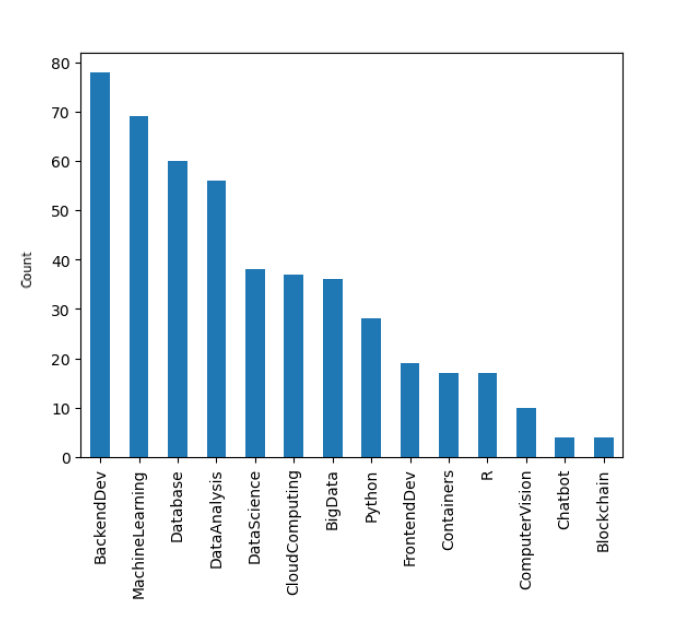 80
70
60
50
40
30
20
10
0
Count
BackendDev
MachineLearning
Database
DataAnalysis
DataScience
CloudComputing
BigData
Python
FrontendDev
Containers
R
ComputerVision
Chatbot
Blockchain